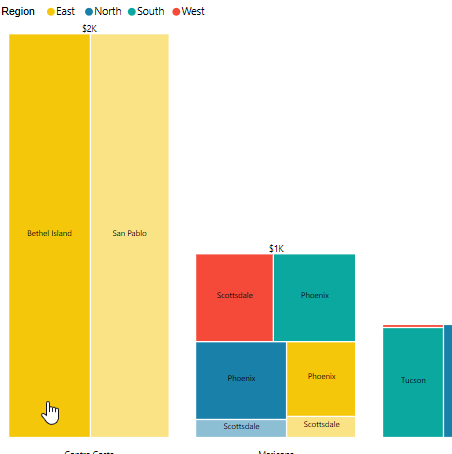 Region East North South West
$2K
Bethel Island San Pablo
$1K
Scottsdale Phoenix
Phoenix Phoenix
Scottsdale Scottsdale
Tucson